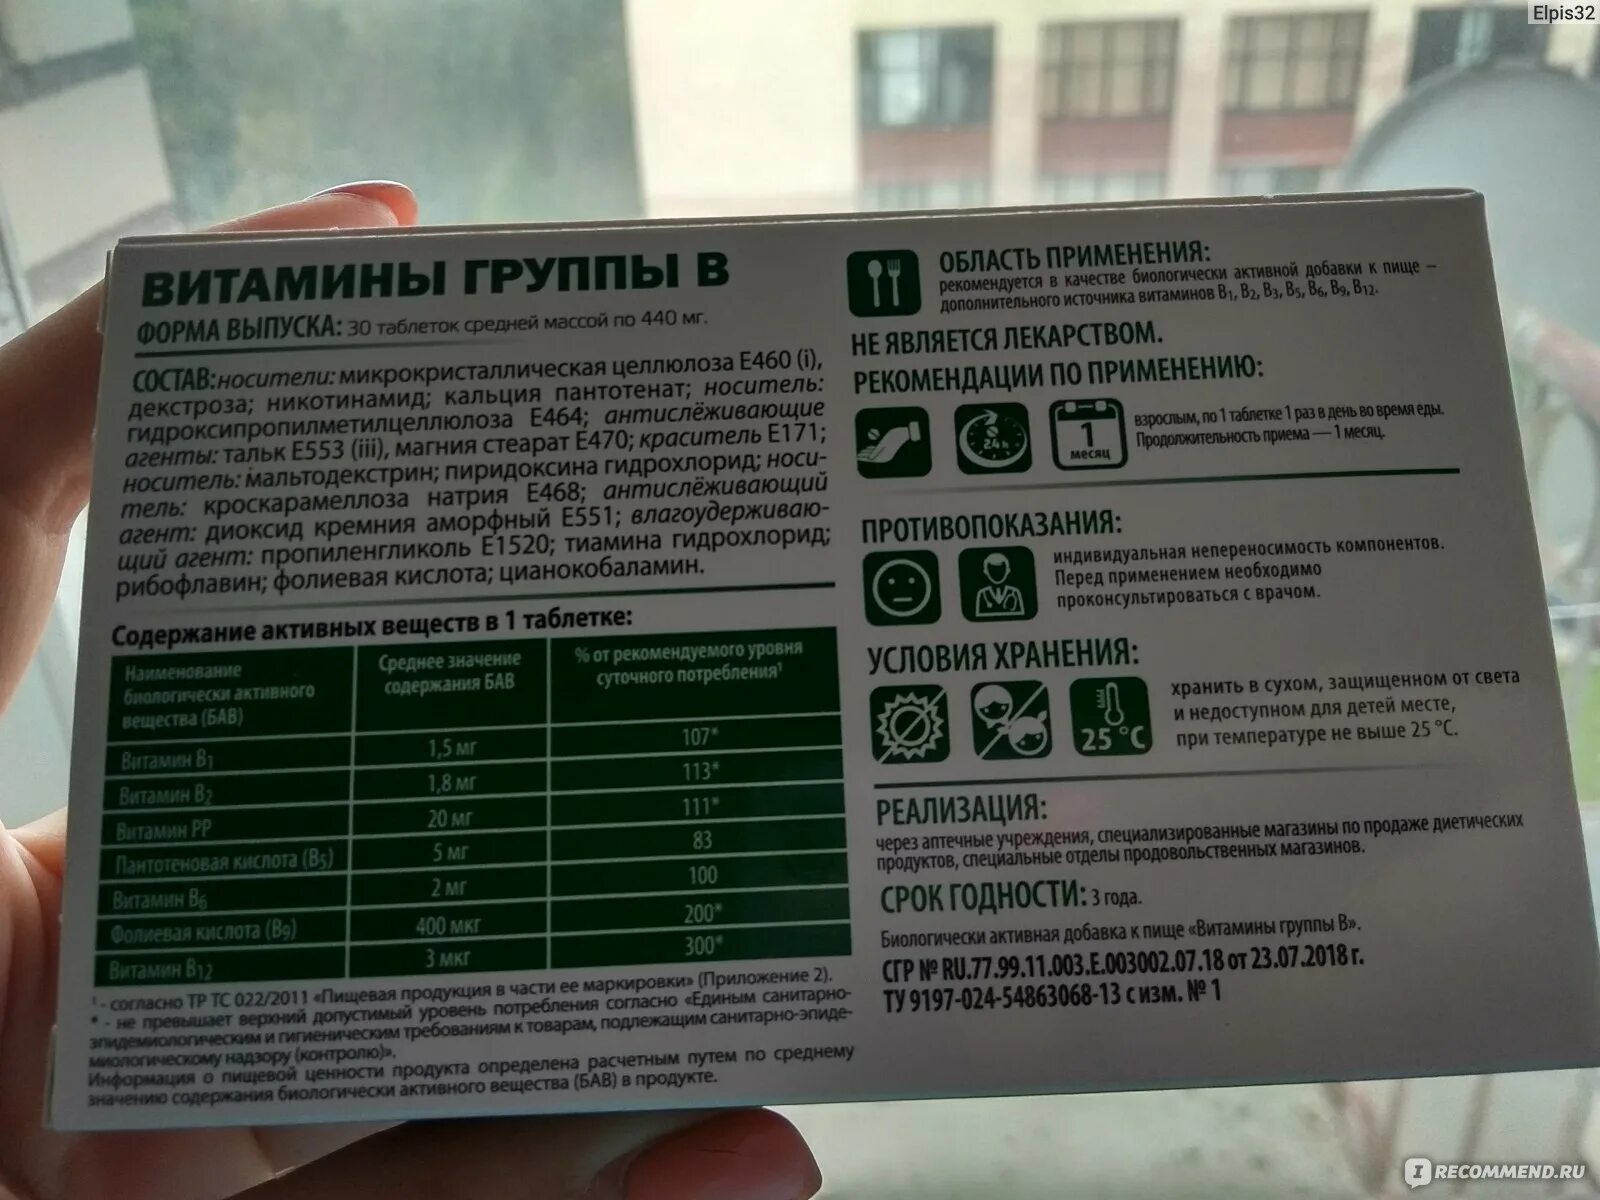 Elpis32
ВИТАМИНЫ ГРУППЫ В
ФОРМА ВЫПУСКА: 30 таблеток средней массой по 440 мг.
СОСТАВ: носители: микрокристаллическая целлюлоза Е460 (i),
декстроза; никотинамид; кальция пантотенат; носитель:
гидроксипропилметилцеллюлоза Е464; антислёживающие
агенты: тальк Е553 (iii), магния стеарат Е470; краситель Е171;
носитель: мальтодекстрин; пиридоксина гидрохлорид; носи-
тель: кроскарамеллоза натрия Е468; антислёживающий
агент: диоксид кремния аморфный Е551; влагоудерживаю-
щий агент: пропиленгликоль Е1520; тиамина гидрохлорид;
рибофлавин; фолиевая кислота; цианокобаламин.
Содержание активных веществ в 1 таблетке:
Наименование
биологически активного
вещества (БАВ)
Среднее значение
содержания БАВ
% от рекомендуемого уровня
суточного потребления¹
Витамин В₁ 1,5 мг 107*
Витамин В₂ 1,8 мг 113*
Витамин РР 20 мг 111*
Пантотеновая кислота (В₅) 5 мг 83
Витамин В₆ 2 мг 100
Фолиевая кислота (В₉) 400 мкг 200*
Витамин В₁₂ 3 мкг 300*
¹ - согласно ТР ТС 022/2011 «Пищевая продукция в части ее маркировки» (Приложение 2).
* - не превышает верхний допустимый уровень потребления согласно «Единым санитарно-
эпидемиологическим и гигиеническим требованиям к товарам, подлежащим санитарно-эпиде-
миологическому надзору (контролю)».
Информация о пищевой ценности продукта определена расчетным путем по среднему
значению содержания биологически активного вещества (БАВ) в продукте.
ОБЛАСТЬ ПРИМЕНЕНИЯ:
рекомендуется в качестве биологически активной добавки к пище –
дополнительного источника витаминов В₁, В₂, В₃, В₅, В₆, В₉, В₁₂.
НЕ ЯВЛЯЕТСЯ ЛЕКАРСТВОМ.
РЕКОМЕНДАЦИИ ПО ПРИМЕНЕНИЮ:
24 h
1
месяц
взрослым, по 1 таблетке 1 раз в день во время еды.
Продолжительность приема — 1 месяц.
ПРОТИВОПОКАЗАНИЯ:
индивидуальная непереносимость компонентов.
Перед применением необходимо
проконсультироваться с врачом.
УСЛОВИЯ ХРАНЕНИЯ:
25 °C
хранить в сухом, защищенном от света
и недоступном для детей месте,
при температуре не выше 25 °С.
РЕАЛИЗАЦИЯ:
через аптечные учреждения, специализированные магазины по продаже диетических
продуктов, специальные отделы продовольственных магазинов.
СРОК ГОДНОСТИ: 3 года.
Биологически активная добавка к пище «Витамины группы В».
СГР № RU.77.99.11.003.Е.003002.07.18 от 23.07.2018 г.
ТУ 9197-024-54863068-13 с изм. № 1
IRECOMMEND.RU